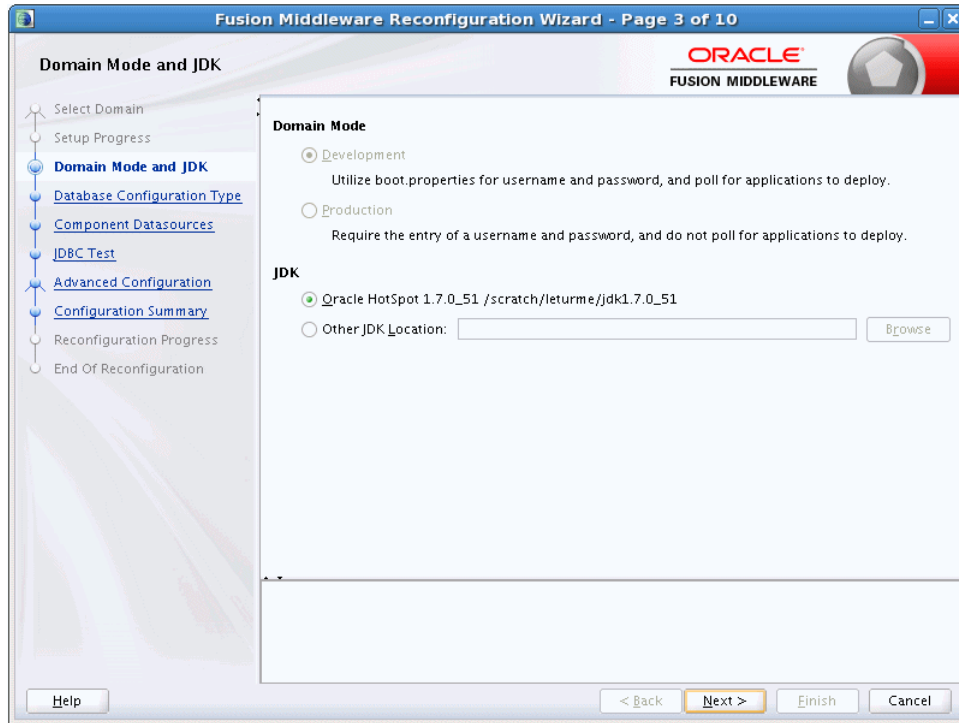 Fusion Middleware Reconfiguration Wizard - Page 3 of 10
Domain Mode and JDK
ORACLE
FUSION MIDDLEWARE
Select Domain
Setup Progress
Domain Mode and JDK
Database Configuration Type
Component Datasources
JDBC Test
Advanced Configuration
Configuration Summary
Reconfiguration Progress
End Of Reconfiguration
Domain Mode
Development
Utilize boot.properties for username and password, and poll for applications to deploy.
Production
Require the entry of a username and password, and do not poll for applications to deploy.
JDK
Oracle HotSpot 1.7.0_51 /scratch/leturme/jdk1.7.0_51
Other JDK Location: Browse
Help < Back Next > Finish Cancel